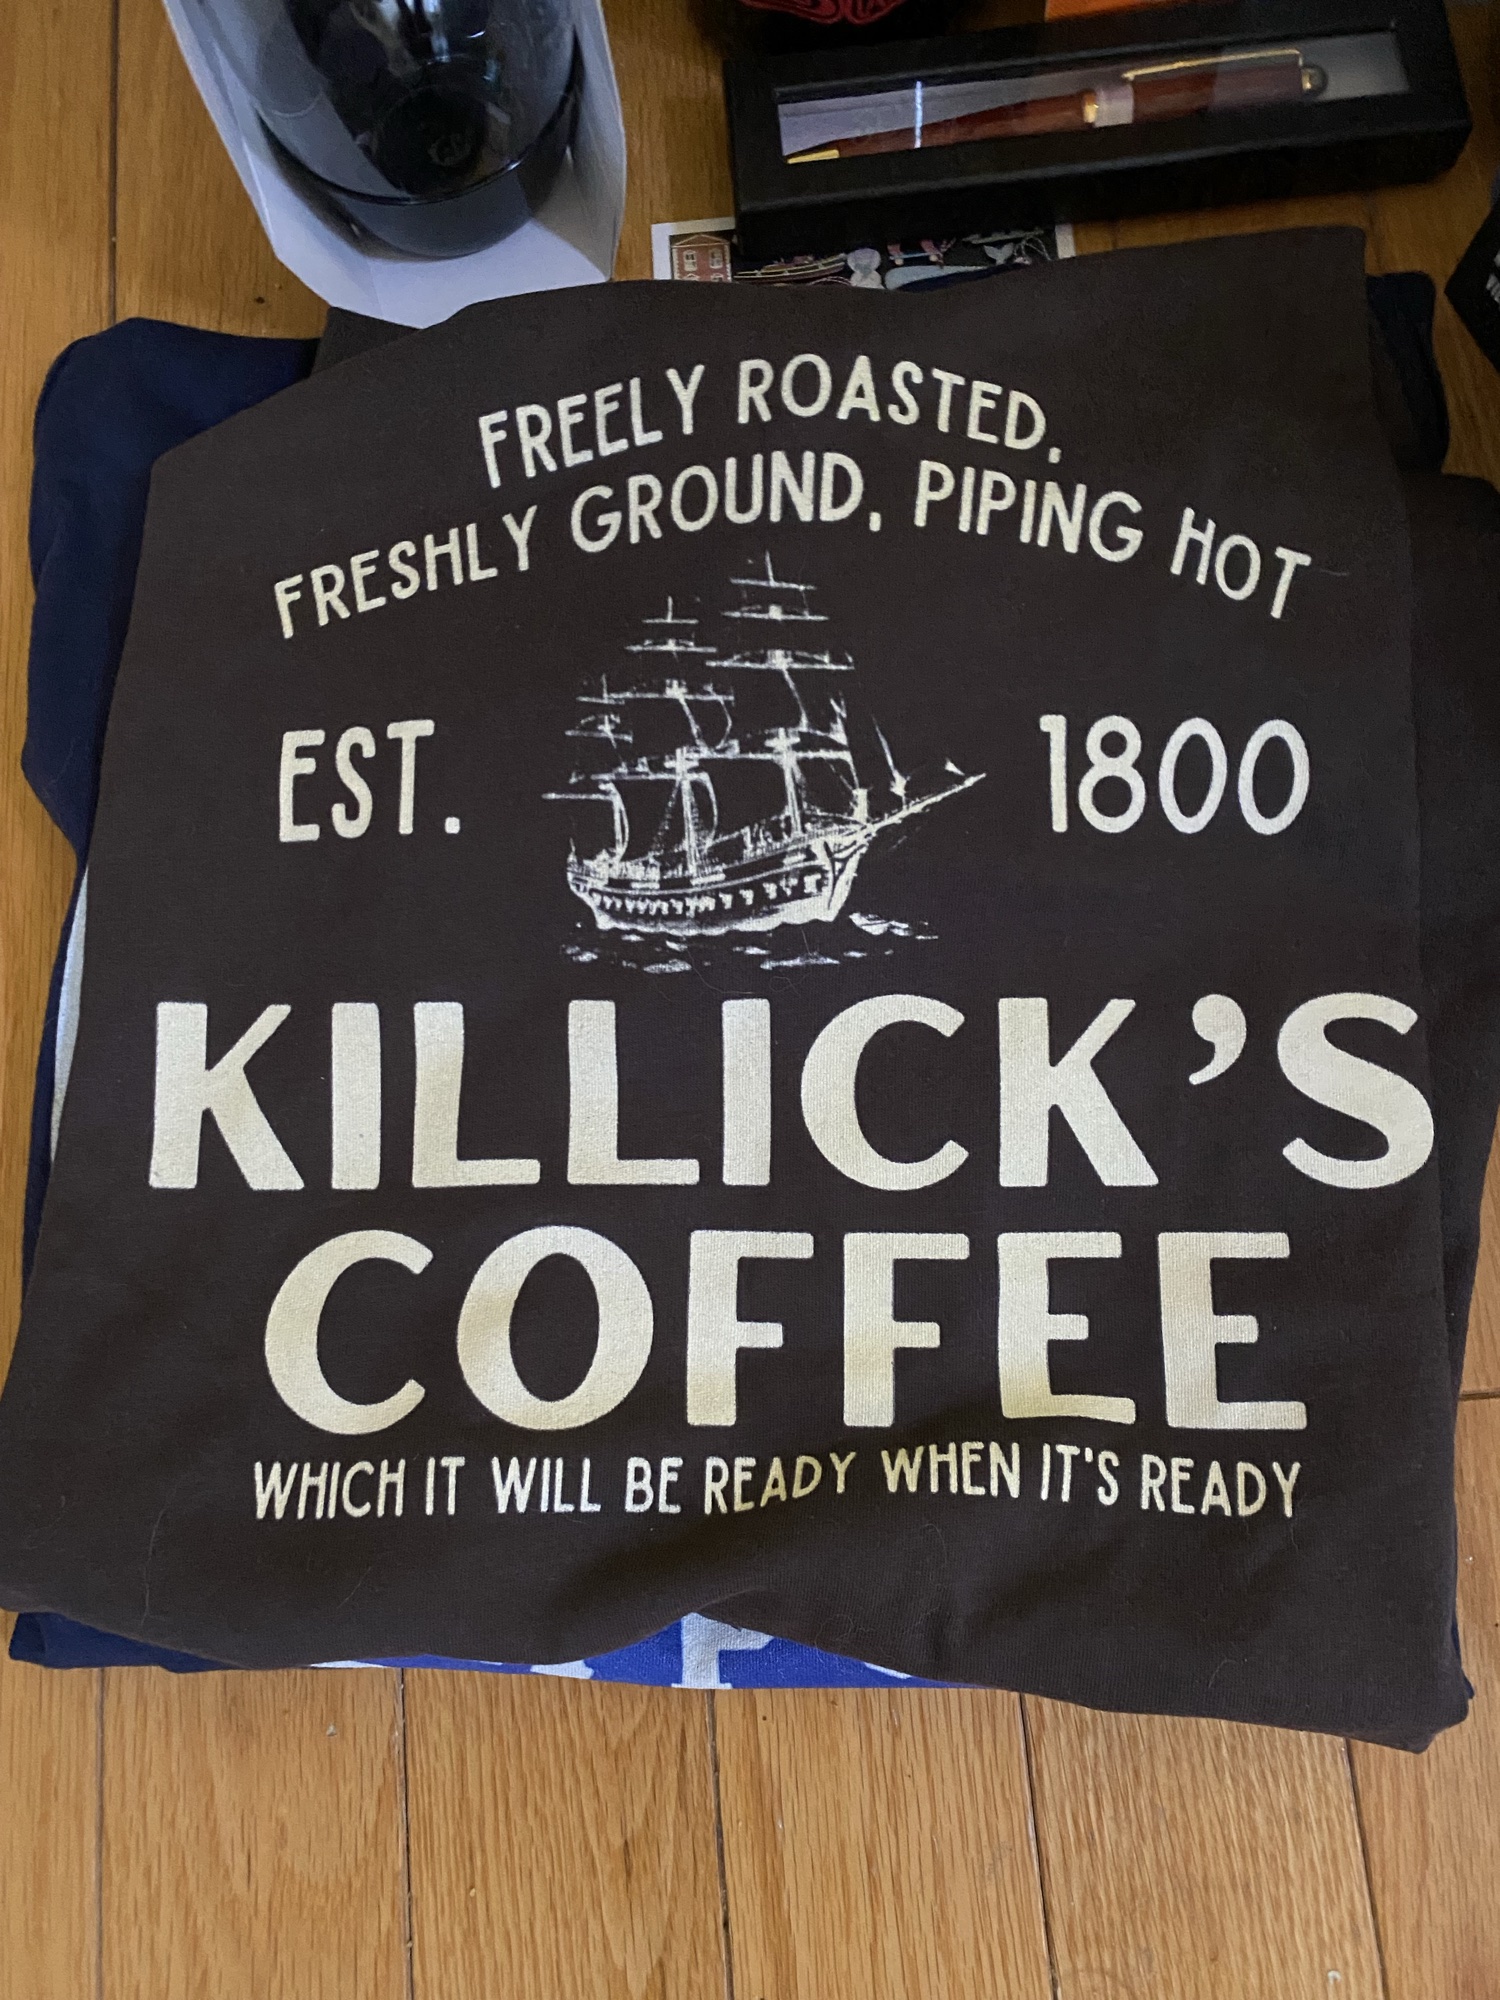 FREELY ROASTED,
FRESHLY GROUND, PIPING HOT
EST. 1800
KILLICK'S
COFFEE
WHICH IT WILL BE READY WHEN IT'S READY